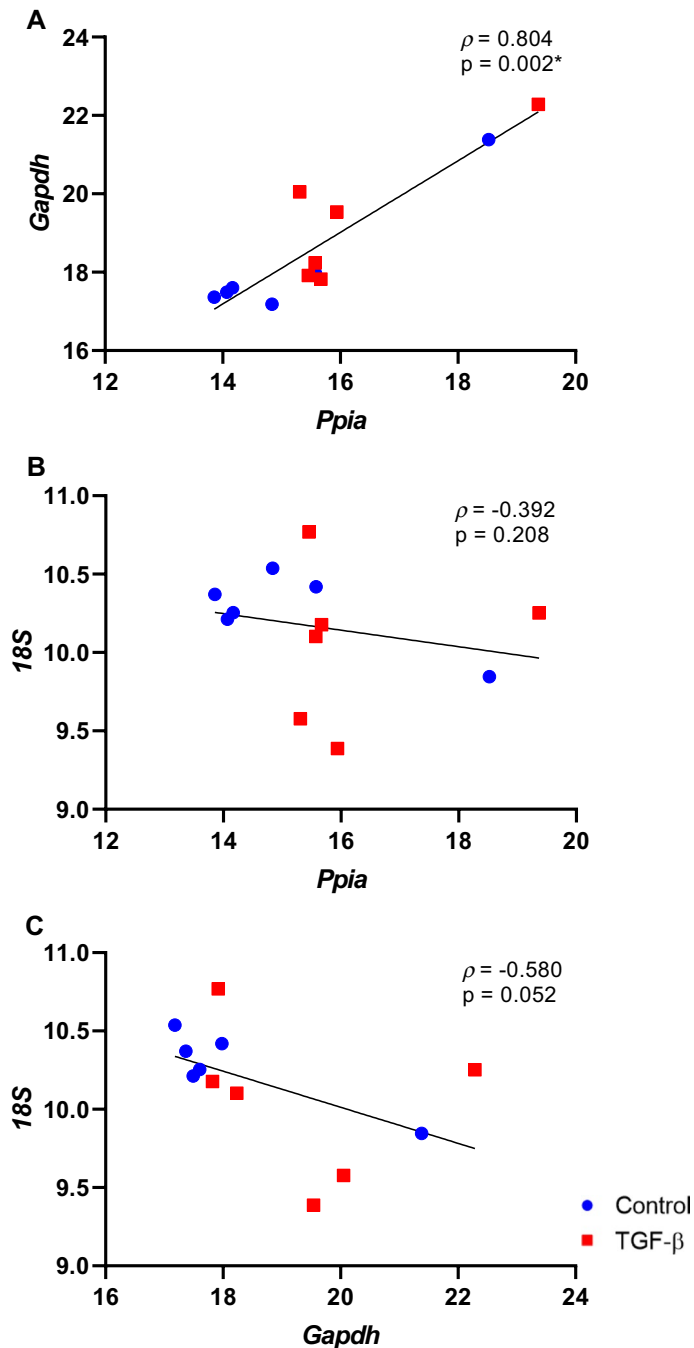 A
ρ = 0.804
p = 0.002*
24
22
20
18
16
Gapdh
12 14 16 18 20
Ppia
B
ρ = -0.392
p = 0.208
11.0
10.5
10.0
9.5
9.0
18S
12 14 16 18 20
Ppia
C
ρ = -0.580
p = 0.052
11.0
10.5
10.0
9.5
9.0
18S
16 18 20 22 24
Gapdh
Control
TGF-β